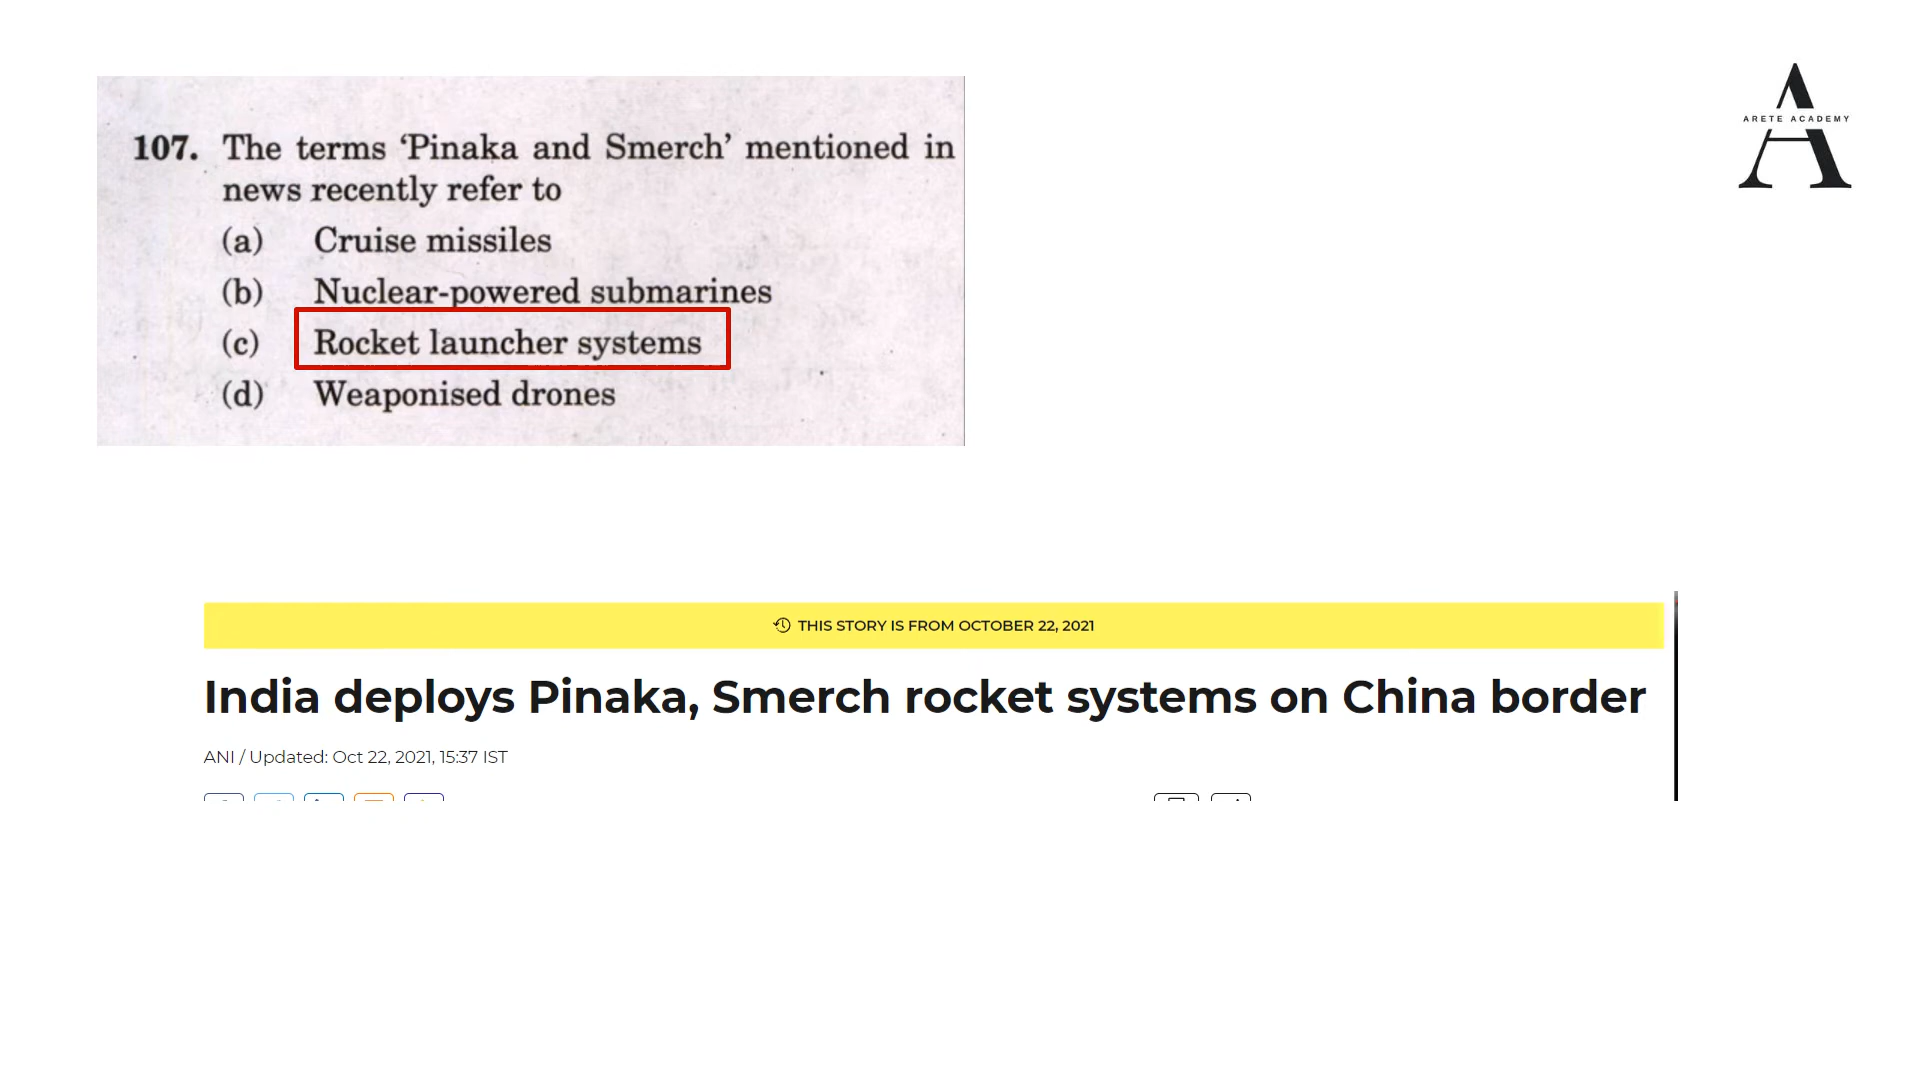 ARETE ACADEMY
107. The terms ‘Pinaka and Smerch’ mentioned in
news recently refer to
(a) Cruise missiles
(b) Nuclear-powered submarines
(c) Rocket launcher systems
(d) Weaponised drones
THIS STORY IS FROM OCTOBER 22, 2021
India deploys Pinaka, Smerch rocket systems on China border
ANI / Updated: Oct 22, 2021, 15:37 IST